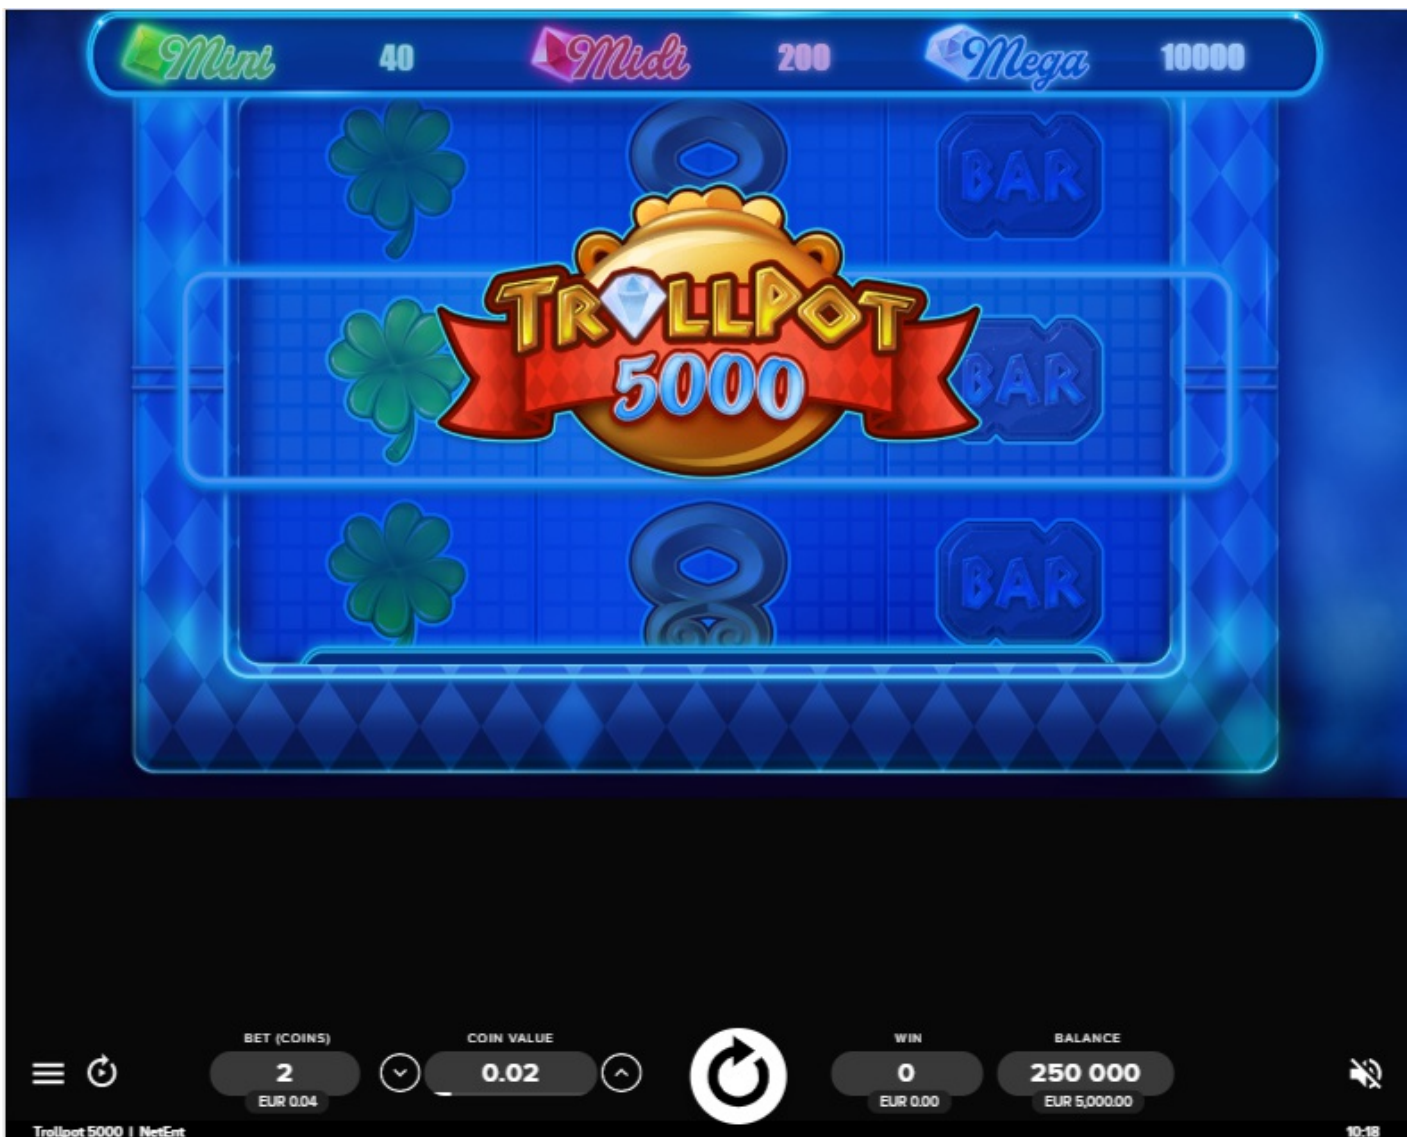 Mini 40 Midi 200 Mega 10000
BAR
TROLLPOT
5000
BAR
BAR
BET (COINS) COIN VALUE WIN BALANCE
2 0.02 0 250 000
EUR 0.04 EUR 0.00 EUR 5,000.00
Trollpot 5000 | NetEnt 10:18